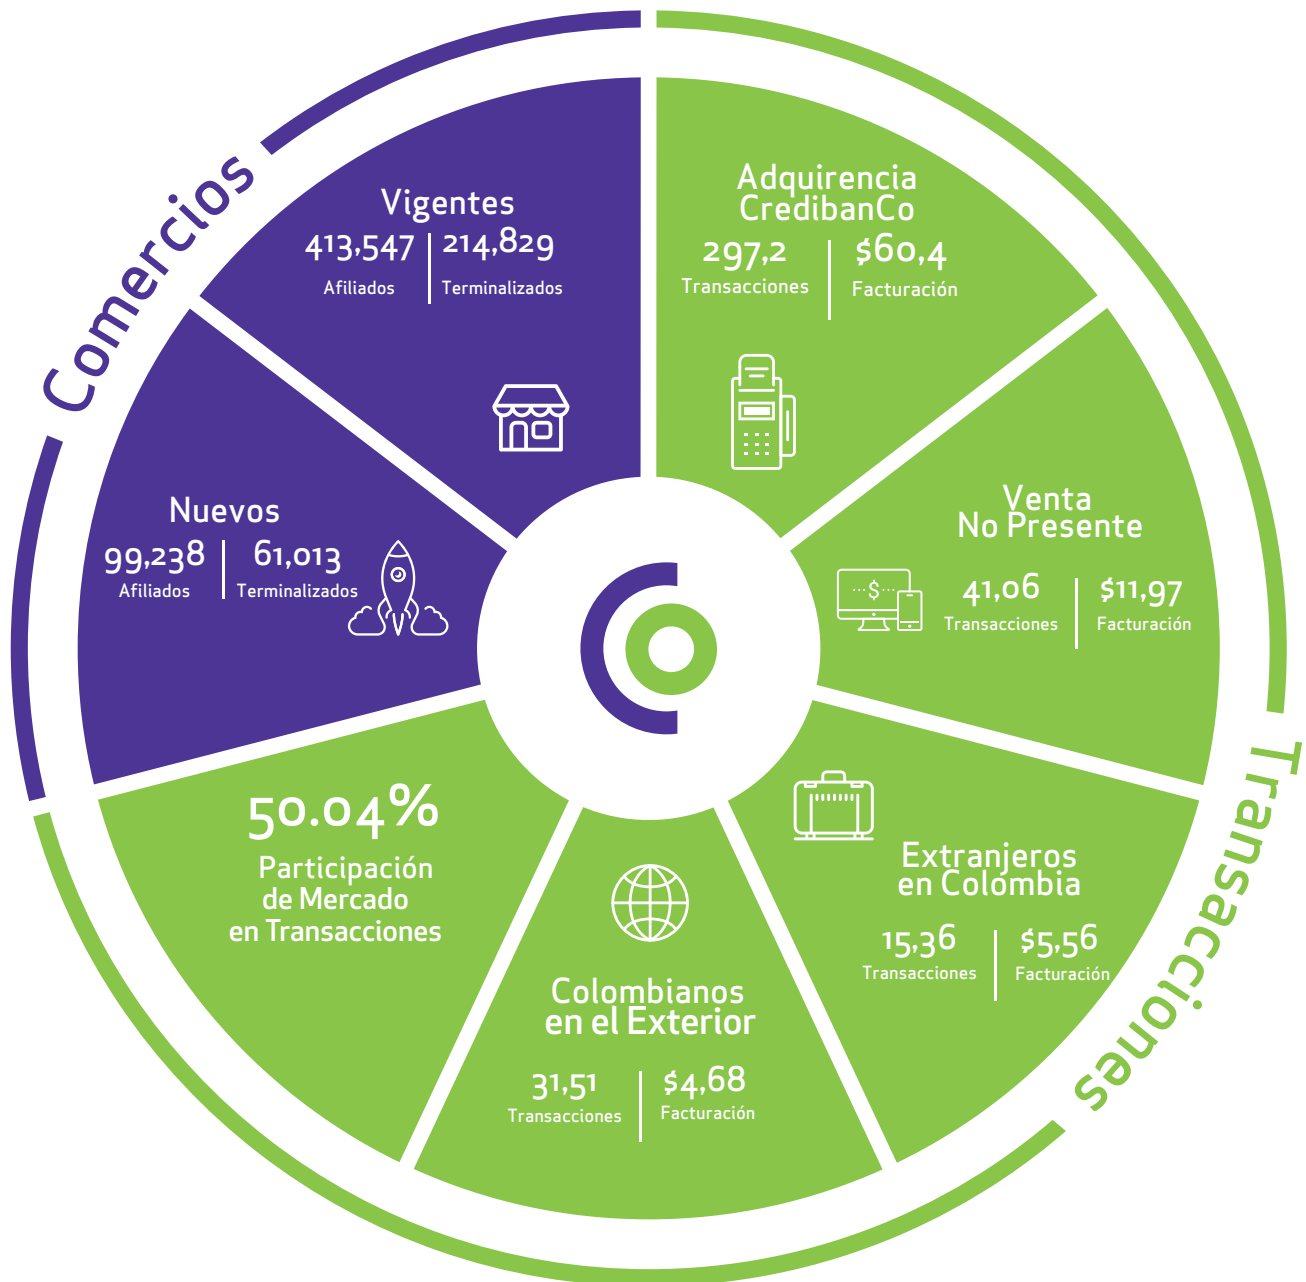 Comercios
Vigentes
413,547 214,829
Afiliados Terminalizados
Nuevos
99,238 61,013
Afiliados Terminalizados
Transacciones
Adquirencia
CredibanCo
297,2 $60,4
Transacciones Facturación
Venta
No Presente
···$···
41,06 $11,97
Transacciones Facturación
Extranjeros
en Colombia
15,36 $5,56
Transacciones Facturación
Colombianos
en el Exterior
31,51 $4,68
Transacciones Facturación
50.04%
Participación
de Mercado
en Transacciones